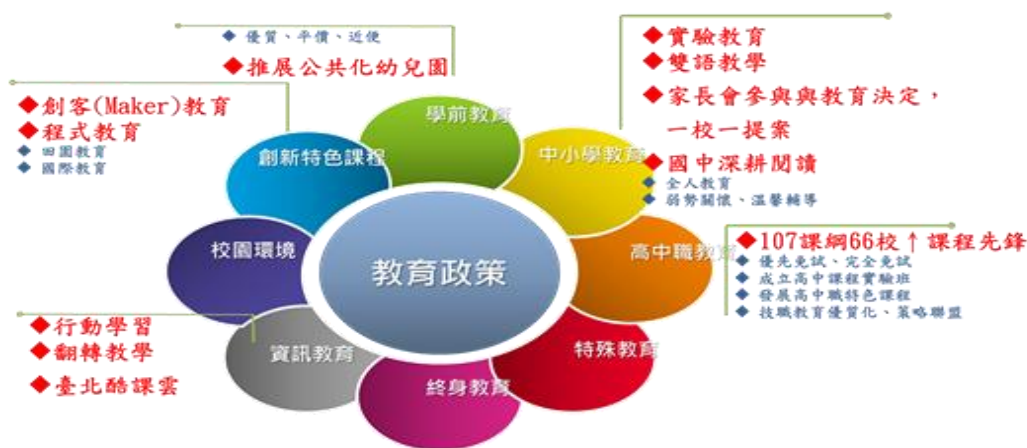 ◆ 優質、平價、近便
◆推展公共化幼兒園
◆創客(Maker)教育
◆程式教育
◆ 田園教育
◆ 國際教育
◆實驗教育
◆雙語教學
◆家長會參與與教育決定，
一校一提案
◆國中深耕閱讀
◆ 全人教育
◆ 弱勢關懷、溫馨輔導
學前教育
創新特色課程
中小學教育
校園環境
教育政策
高中職教育
◆107課綱66校↑課程先鋒
◆ 優先免試、完全免試
◆ 成立高中課程實驗班
◆ 發展高中職特色課程
◆ 技職教育優質化、策略聯盟
◆行動學習
◆翻轉教學
◆臺北酷課雲
資訊教育
特殊教育
終身教育